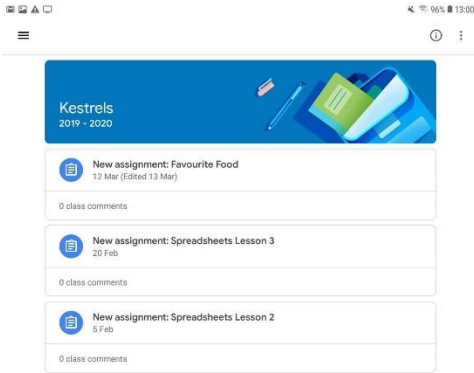 96% 13:00
Kestrels
2019 - 2020
New assignment: Favourite Food
12 Mar (Edited 13 Mar)
0 class comments
New assignment: Spreadsheets Lesson 3
20 Feb
0 class comments
New assignment: Spreadsheets Lesson 2
5 Feb
0 class comments